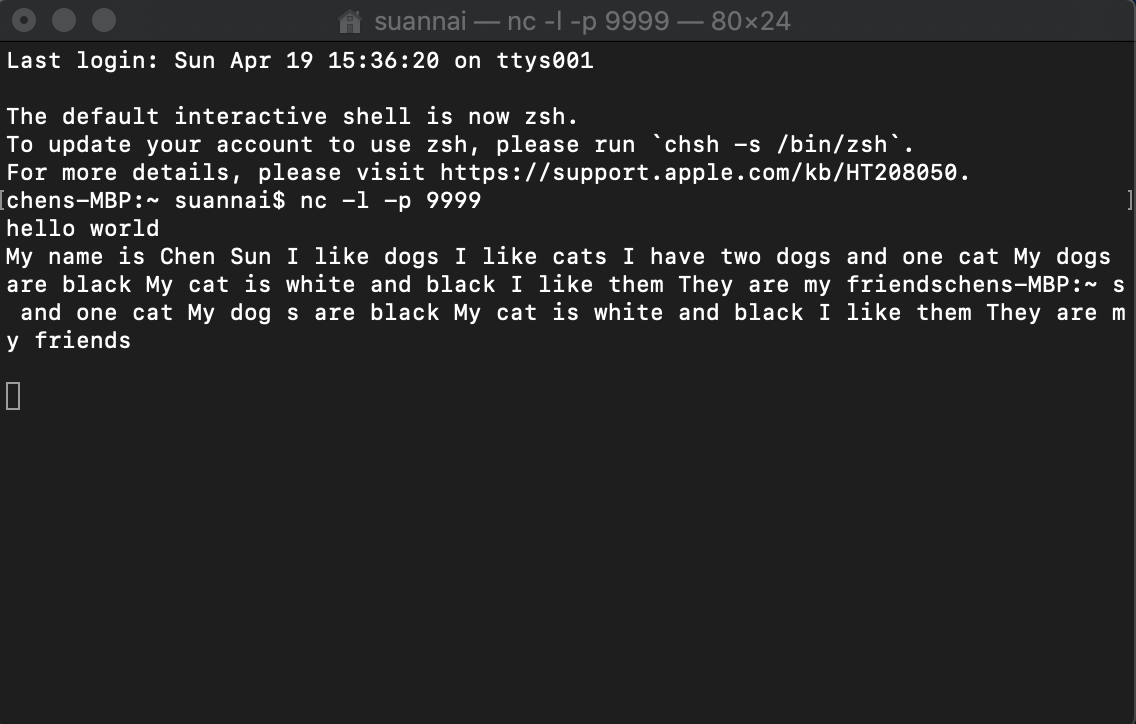 suannai — nc -l -p 9999 — 80×24
Last login: Sun Apr 19 15:36:20 on ttys001
The default interactive shell is now zsh.
To update your account to use zsh, please run `chsh -s /bin/zsh`.
For more details, please visit https://support.apple.com/kb/HT208050.
[chens-MBP:~ suannai$ nc -l -p 9999 ]
hello world
My name is Chen Sun I like dogs I like cats I have two dogs and one cat My dogs
are black My cat is white and black I like them They are my friendschens-MBP:~ s
 and one cat My dog s are black My cat is white and black I like them They are m
y friends